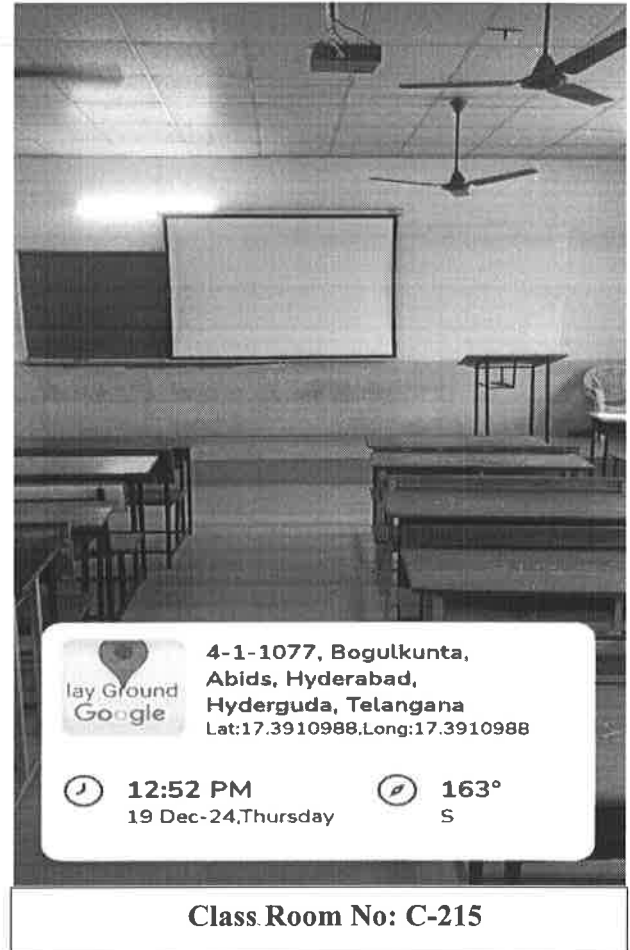 4-1-1077, Bogulkunta,
Abids, Hyderabad,
Hyderguda, Telangana
Lat:17.3910988,Long:17.3910988
lay Ground
Google
12:52 PM
19 Dec-24,Thursday
163°
S
Class Room No: C-215